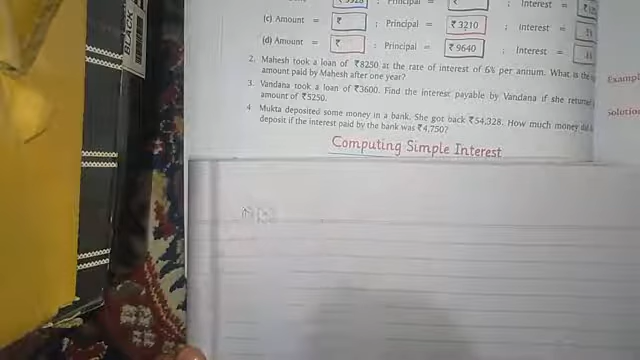 BLACK
₹ 5928 ; Principal = ₹ ; Interest = ₹
(c) Amount = ₹ ; Principal = ₹ 3210 ; Interest =
(d) Amount = ₹ ; Principal = ₹ 9640 ; Interest =
2. Mahesh took a loan of ₹8250 at the rate of interest of 6% per annum. What is the
amount paid by Mahesh after one year?
3. Vandana took a loan of ₹3600. Find the interest payable by Vandana if she returned
amount of ₹5250.
4 Mukta deposited some money in a bank. She got back ₹54,328. How much money did
deposit if the interest paid by the bank was ₹4,750?
Computing Simple Interest
Exampl
Solution